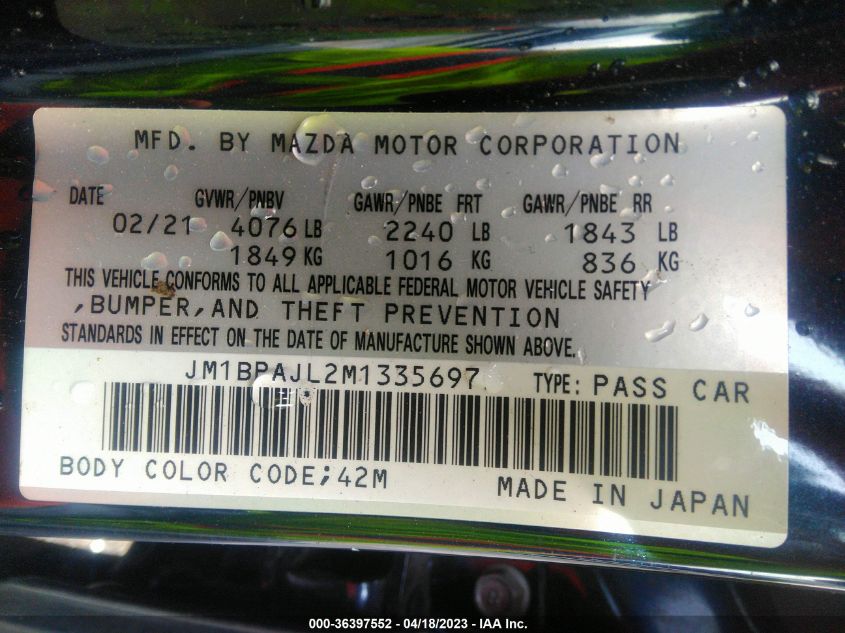 MFD. BY MAZDA MOTOR CORPORATION
DATE GVWR/PNBV GAWR/PNBE FRT GAWR/PNBE RR
02/21 4076 LB 2240 LB 1843 LB
1849 KG 1016 KG 836 KG
THIS VEHICLE CONFORMS TO ALL APPLICABLE FEDERAL MOTOR VEHICLE SAFETY
,BUMPER,AND THEFT PREVENTION
STANDARDS IN EFFECT ON THE DATE OF MANUFACTURE SHOWN ABOVE.
JM1BPAJL2M1335697 TYPE: PASS CAR
BODY COLOR CODE;42M
MADE IN JAPAN
000-36397552 - 04/18/2023 - IAA Inc.